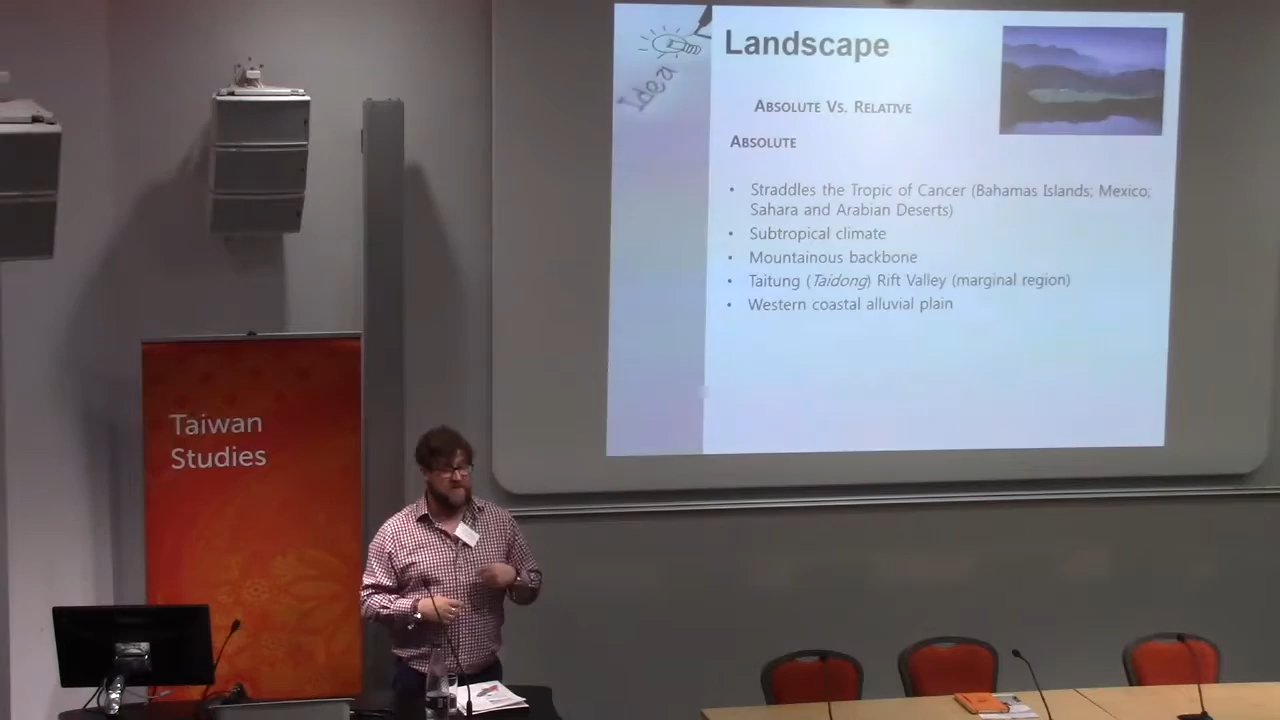 Idea
Landscape
ABSOLUTE VS. RELATIVE
ABSOLUTE
• Straddles the Tropic of Cancer (Bahamas Islands; Mexico;
Sahara and Arabian Deserts)
• Subtropical climate
• Mountainous backbone
• Taitung (Taidong) Rift Valley (marginal region)
• Western coastal alluvial plain
Taiwan
Studies